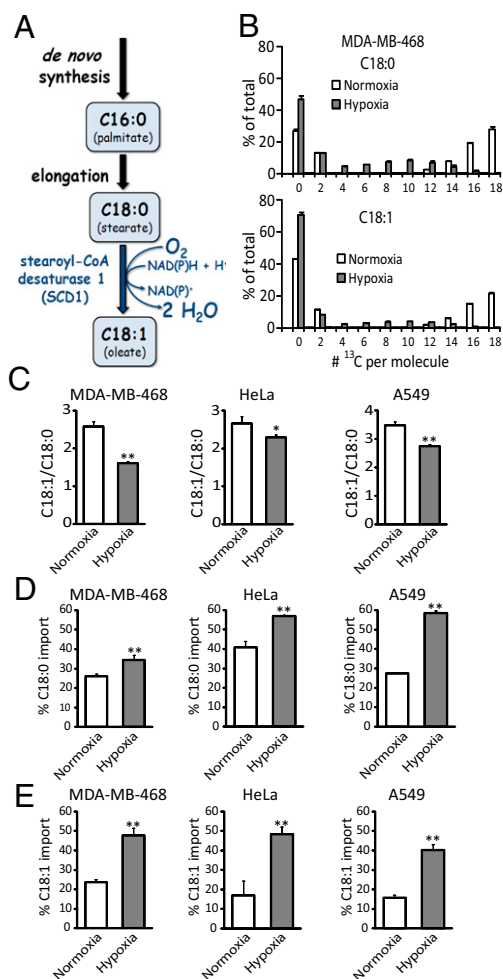 A
de novo
synthesis
C16:0
(palmitate)
elongation
C18:0
(stearate)
stearoyl-CoA
desaturase 1
(SCD1)
O2
NAD(P)H + H+
NAD(P)+
2 H2O
C18:1
(oleate)
B
MDA-MB-468
C18:0
Normoxia
Hypoxia
% of total
80
60
40
20
0
0 2 4 6 8 10 12 14 16 18
C18:1
Normoxia
Hypoxia
% of total
80
60
40
20
0
0 2 4 6 8 10 12 14 16 18
# 13C per molecule
C
MDA-MB-468
C18:1/C18:0
3
2
1
0
**
Normoxia
Hypoxia
HeLa
C18:1/C18:0
3
2
1
0
*
Normoxia
Hypoxia
A549
C18:1/C18:0
4
3
2
1
0
**
Normoxia
Hypoxia
D
MDA-MB-468
% C18:0 import
60
50
40
30
20
10
0
**
Normoxia
Hypoxia
HeLa
% C18:0 import
60
50
40
30
20
10
0
**
Normoxia
Hypoxia
A549
% C18:0 import
60
50
40
30
20
10
0
**
Normoxia
Hypoxia
E
MDA-MB-468
% C18:1 import
60
50
40
30
20
10
0
**
Normoxia
Hypoxia
HeLa
% C18:1 import
60
50
40
30
20
10
0
**
Normoxia
Hypoxia
A549
% C18:1 import
60
50
40
30
20
10
0
**
Normoxia
Hypoxia